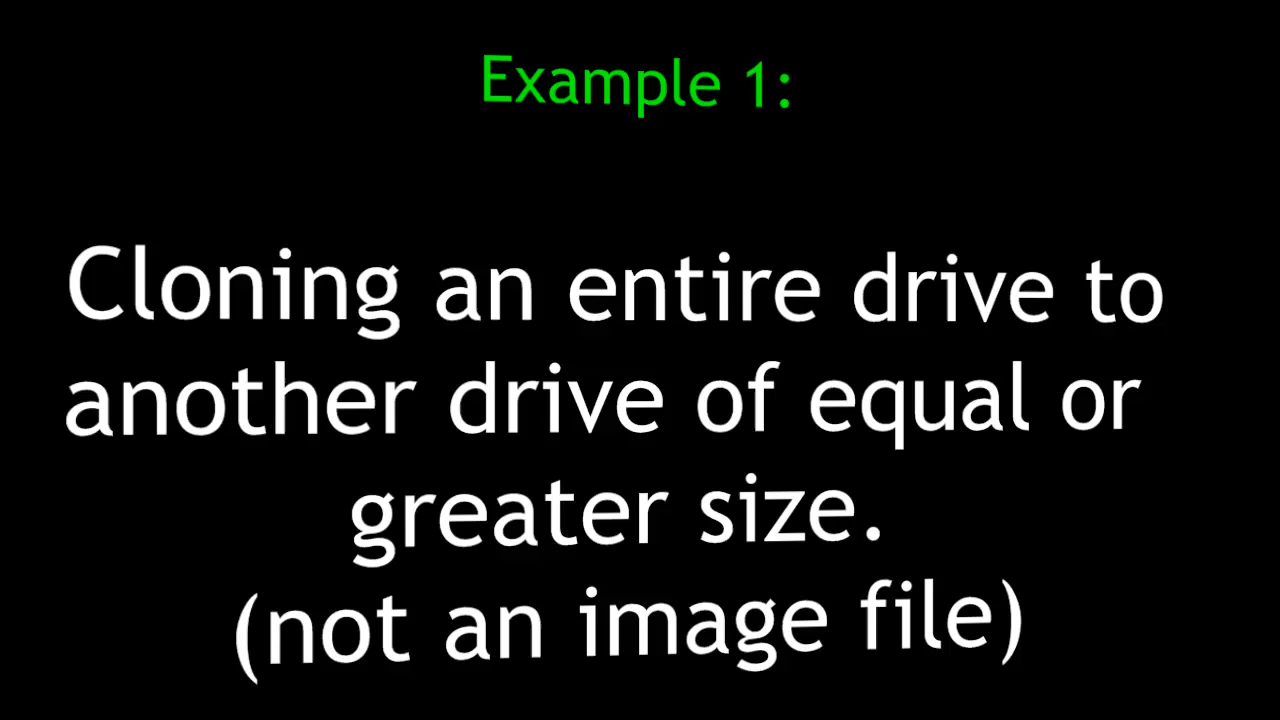 Example 1:
Cloning an entire drive to
another drive of equal or
greater size.
(not an image file)